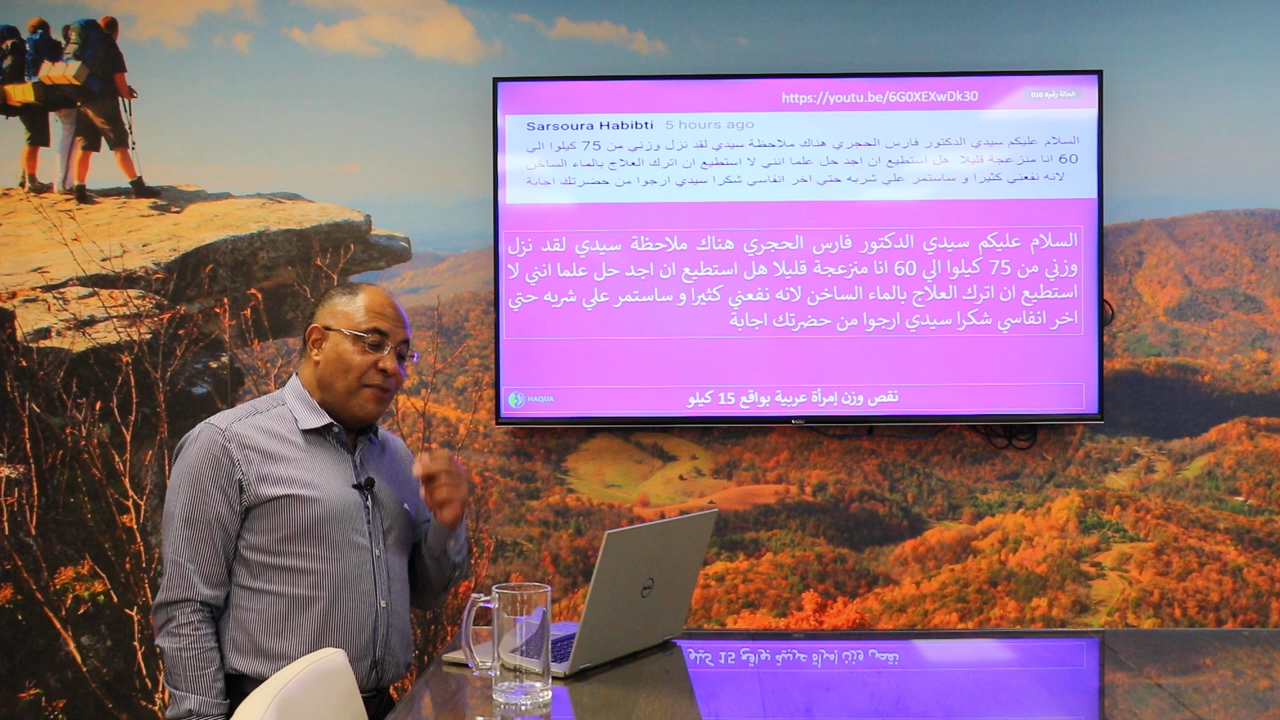 https://youtu.be/6G0XEXwDk30
الحالة رقم# 010
Sarsoura Habibti 5 hours ago
السلام عليكم سيدي الدكتور فارس الحجري هناك ملاحظة سيدي لقد نزل وزني من 75 كيلوا الي
60 انا منزعجة قليلا هل استطيع ان اجد حل علما انني لا استطيع ان اترك العلاج بالماء الساخن
لانه نفعني كثيرا و ساستمر علي شربه حتي اخر انفاسي شكرا سيدي ارجوا من حضرتك اجابة
السلام عليكم سيدي الدكتور فارس الحجري هناك ملاحظة سيدي لقد نزل
وزني من 75 كيلوا الي 60 انا منزعجة قليلا هل استطيع ان اجد حل علما انني لا
استطيع ان اترك العلاج بالماء الساخن لانه نفعني كثيرا و ساستمر علي شربه حتي
اخر انفاسي شكرا سيدي ارجوا من حضرتك اجابة
HAQUA
نقص وزن إمرأة عربية بواقع 15 كيلو
DELL